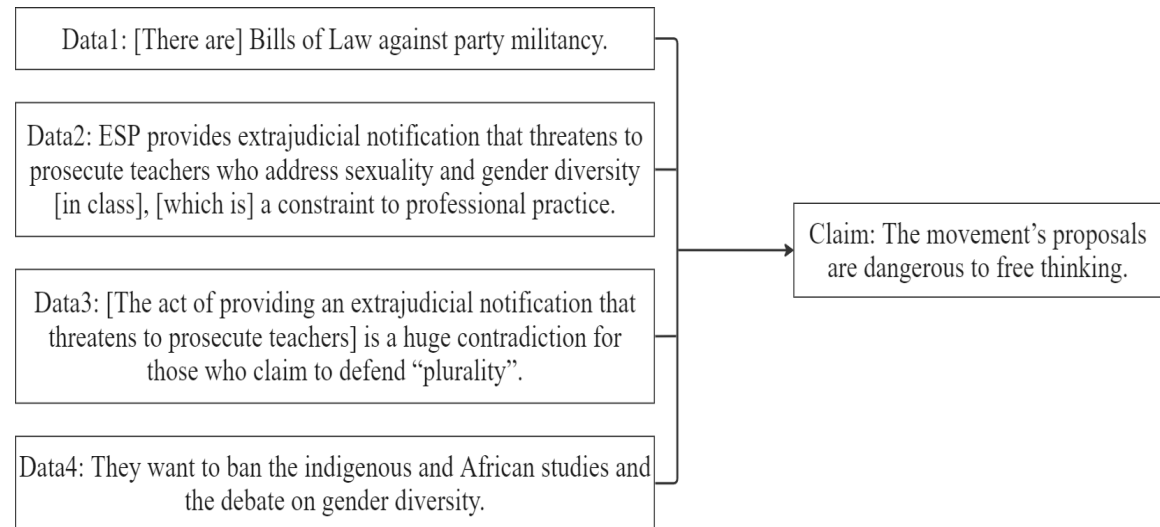 Data1: [There are] Bills of Law against party militancy.
Data2: ESP provides extrajudicial notification that threatens to
prosecute teachers who address sexuality and gender diversity
[in class], [which is] a constraint to professional practice.
Data3: [The act of providing an extrajudicial notification that
threatens to prosecute teachers] is a huge contradiction for
those who claim to defend “plurality”.
Data4: They want to ban the indigenous and African studies and
the debate on gender diversity.
Claim: The movement’s proposals
are dangerous to free thinking.